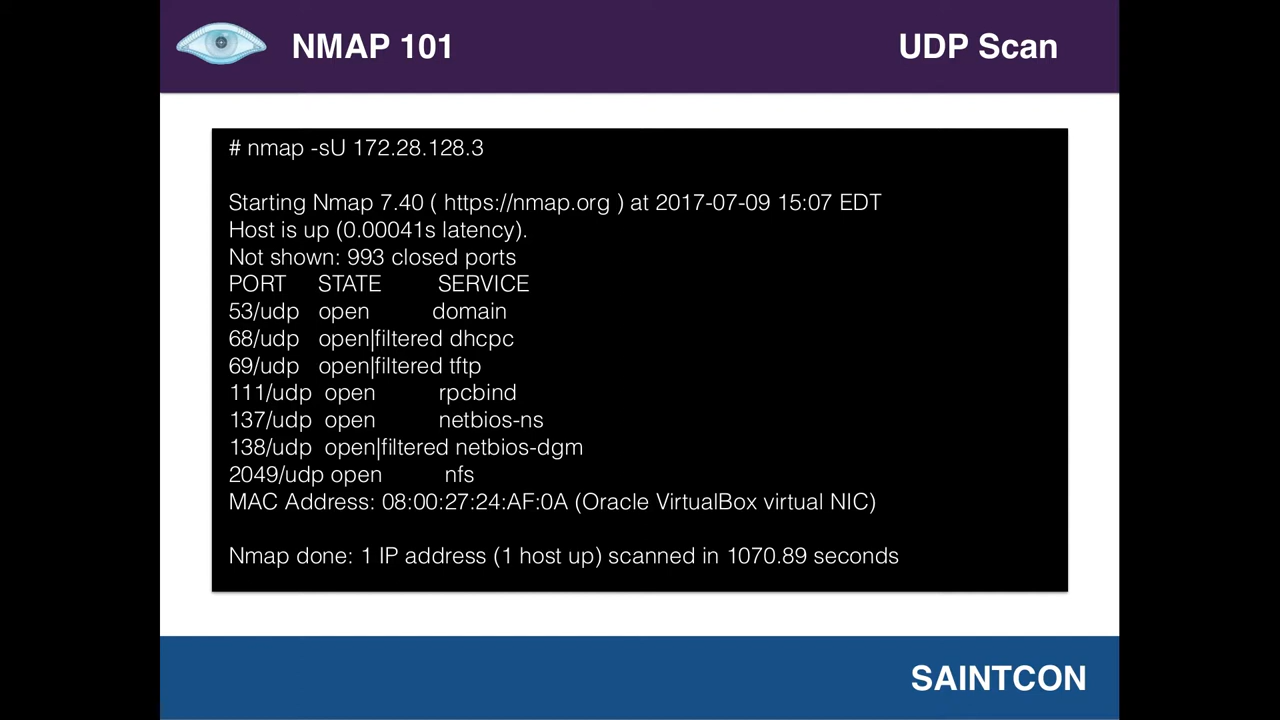 NMAP 101
UDP Scan
# nmap -sU 172.28.128.3
Starting Nmap 7.40 ( https://nmap.org ) at 2017-07-09 15:07 EDT
Host is up (0.00041s latency).
Not shown: 993 closed ports
PORT STATE SERVICE
53/udp open domain
68/udp open|filtered dhcpc
69/udp open|filtered tftp
111/udp open rpcbind
137/udp open netbios-ns
138/udp open|filtered netbios-dgm
2049/udp open nfs
MAC Address: 08:00:27:24:AF:0A (Oracle VirtualBox virtual NIC)
Nmap done: 1 IP address (1 host up) scanned in 1070.89 seconds
SAINTCON